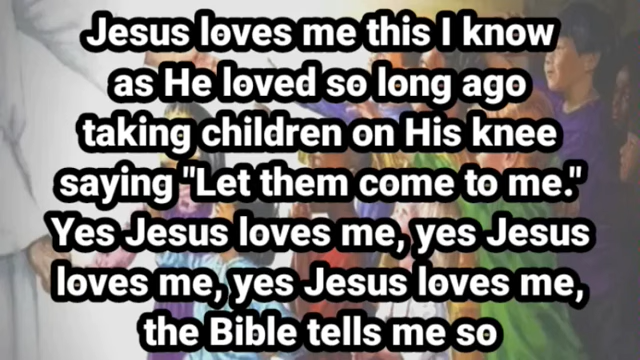 Jesus loves me this I know
as He loved so long ago
taking children on His knee
saying "Let them come to me."
Yes Jesus loves me, yes Jesus
loves me, yes Jesus loves me,
the Bible tells me so